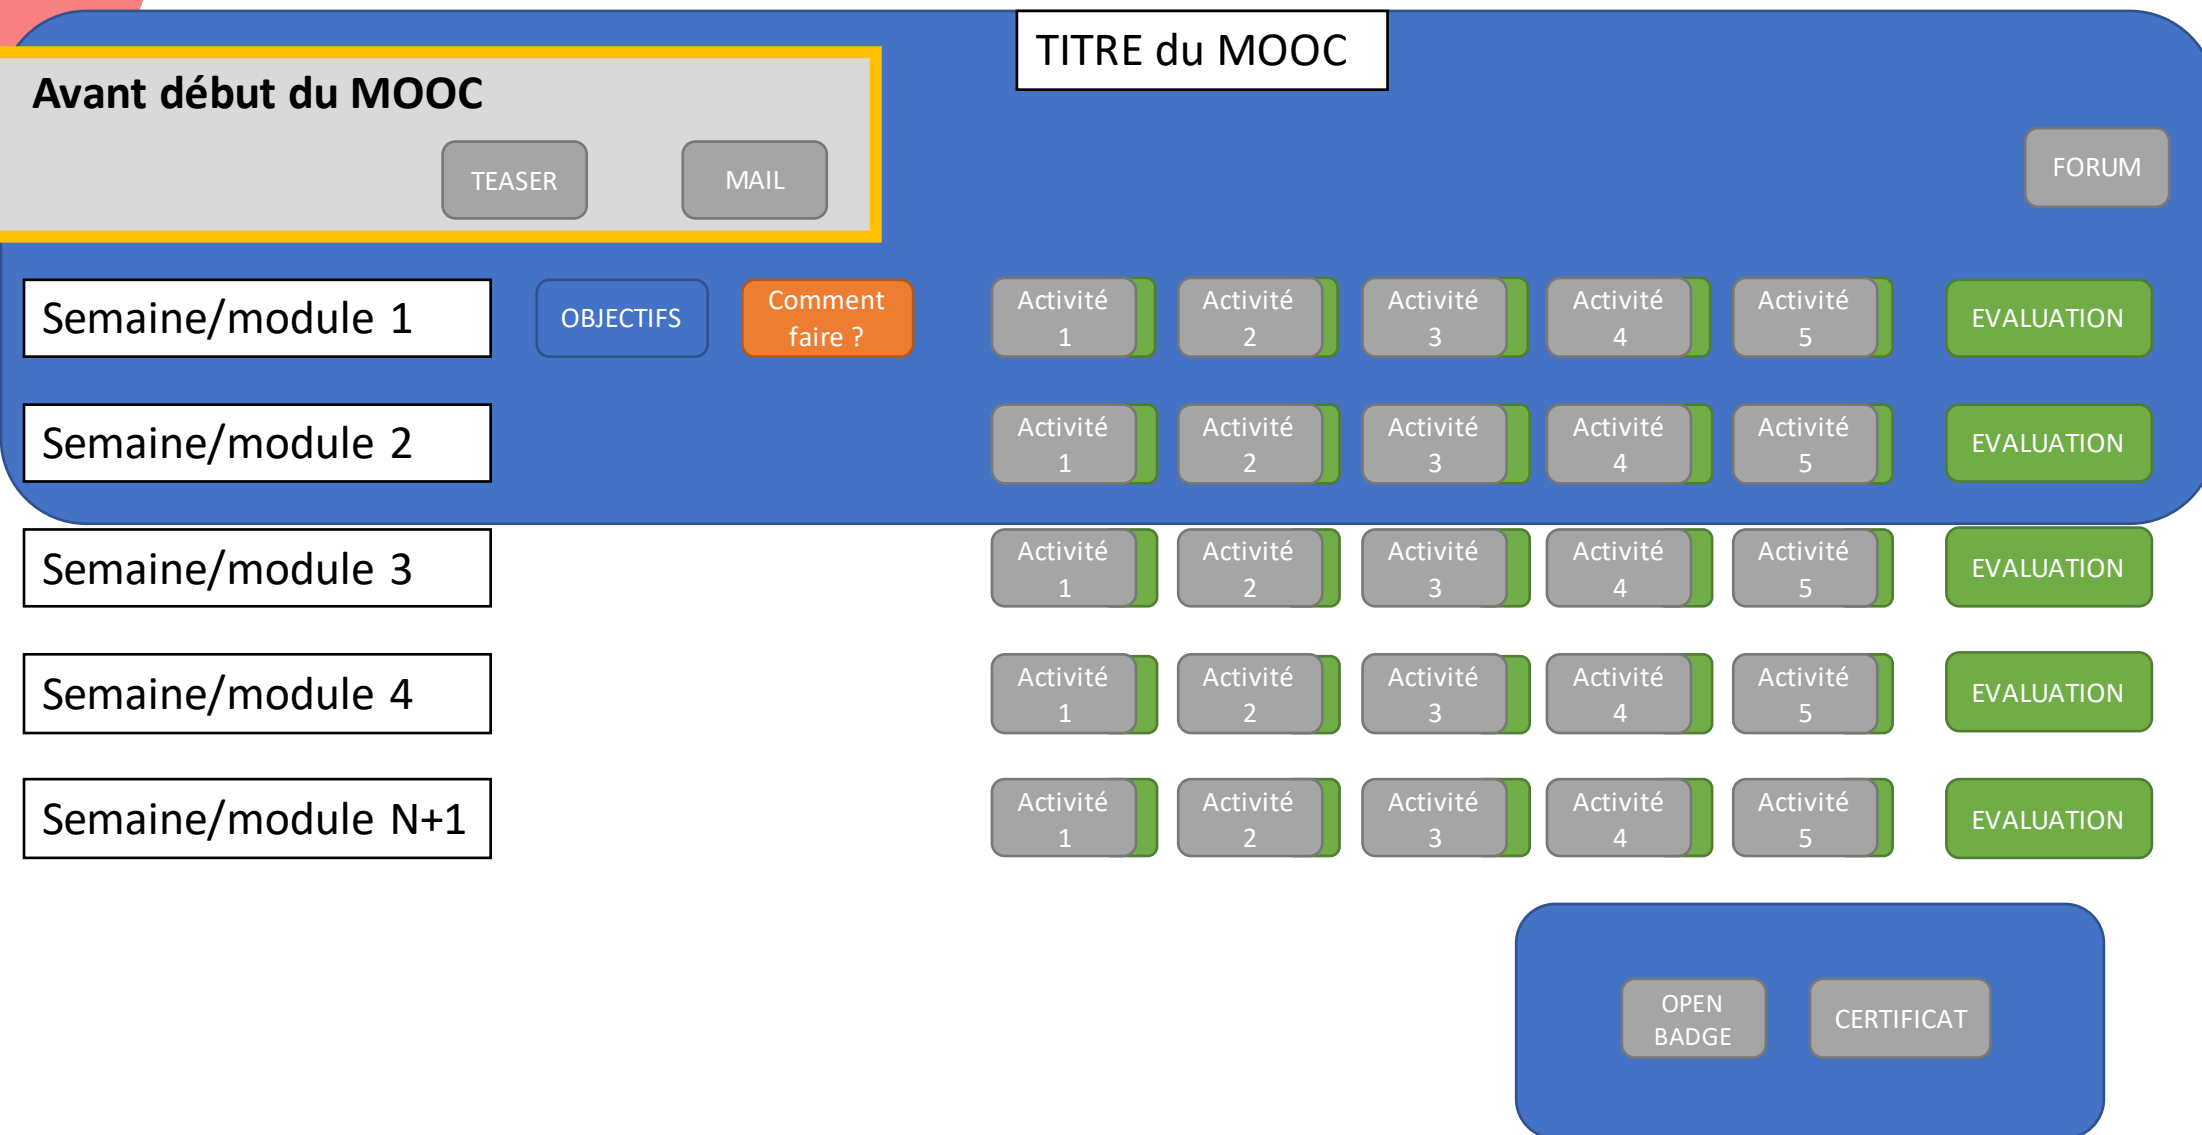 TITRE du MOOC
Avant début du MOOC
TEASER
MAIL
FORUM
Semaine/module 1
OBJECTIFS
Comment
faire ?
Activité
1
Activité
2
Activité
3
Activité
4
Activité
5
EVALUATION
Semaine/module 2
Activité
1
Activité
2
Activité
3
Activité
4
Activité
5
EVALUATION
Semaine/module 3
Activité
1
Activité
2
Activité
3
Activité
4
Activité
5
EVALUATION
Semaine/module 4
Activité
1
Activité
2
Activité
3
Activité
4
Activité
5
EVALUATION
Semaine/module N+1
Activité
1
Activité
2
Activité
3
Activité
4
Activité
5
EVALUATION
OPEN
BADGE
CERTIFICAT